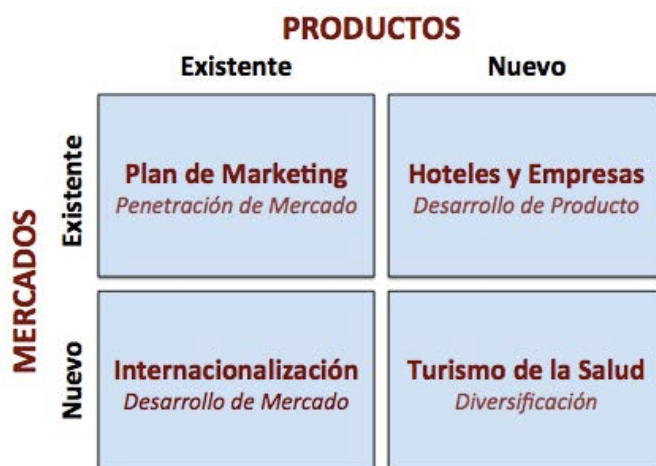 PRODUCTOS
Existente Nuevo
MERCADOS
Existente
Plan de Marketing
Penetración de Mercado
Hoteles y Empresas
Desarrollo de Producto
Nuevo
Internacionalización
Desarrollo de Mercado
Turismo de la Salud
Diversificación